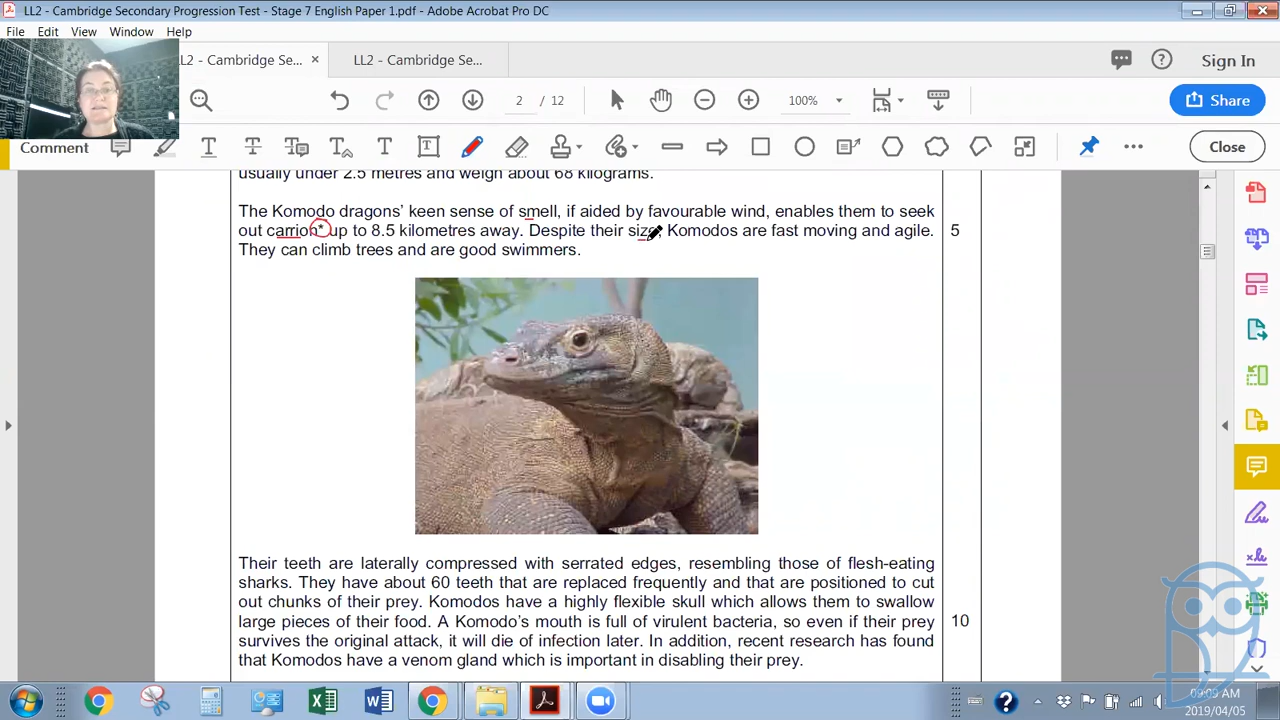 LL2 - Cambridge Secondary Progression Test - Stage 7 English Paper 1.pdf - Adobe Acrobat Pro DC
File Edit View Window Help
LL2 - Cambridge Se... × LL2 - Cambridge Se... Sign In
2 / 12 100% Share
Comment Close
usually under 2.5 metres and weigh about 68 kilograms.
The Komodo dragons' keen sense of smell, if aided by favourable wind, enables them to seek
out carrion* up to 8.5 kilometres away. Despite their size, Komodos are fast moving and agile. 5
They can climb trees and are good swimmers.
Their teeth are laterally compressed with serrated edges, resembling those of flesh-eating
sharks. They have about 60 teeth that are replaced frequently and that are positioned to cut
out chunks of their prey. Komodos have a highly flexible skull which allows them to swallow
large pieces of their food. A Komodo's mouth is full of virulent bacteria, so even if their prey 10
survives the original attack, it will die of infection later. In addition, recent research has found
that Komodos have a venom gland which is important in disabling their prey.
09:09 AM
2019/04/05